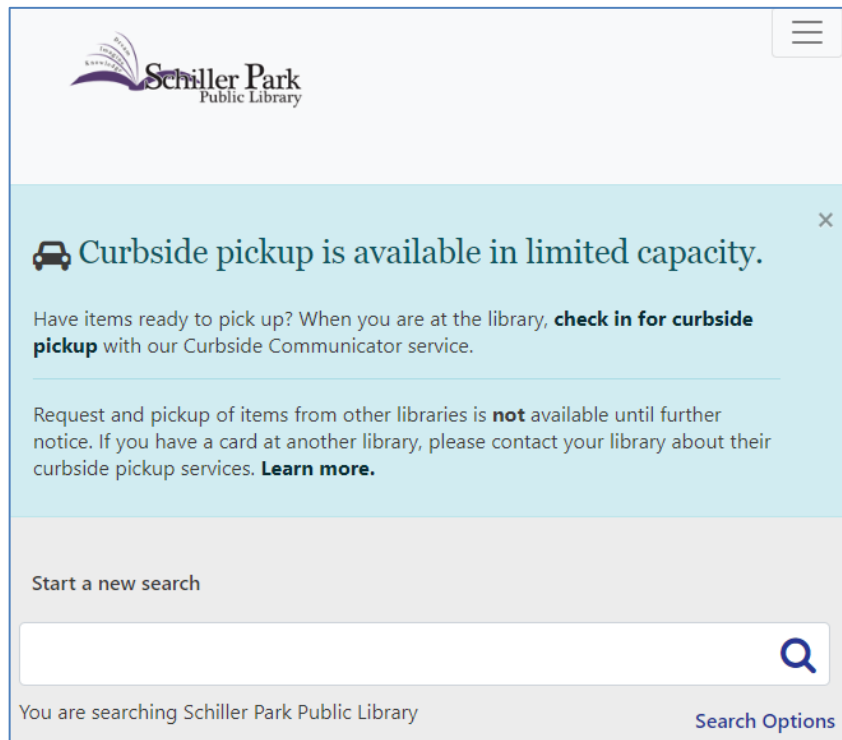 Dream
Imagine
Knowledge
Schiller Park
Public Library
×
Curbside pickup is available in limited capacity.
Have items ready to pick up? When you are at the library, check in for curbside
pickup with our Curbside Communicator service.
Request and pickup of items from other libraries is not available until further
notice. If you have a card at another library, please contact your library about their
curbside pickup services. Learn more.
Start a new search
You are searching Schiller Park Public Library
Search Options